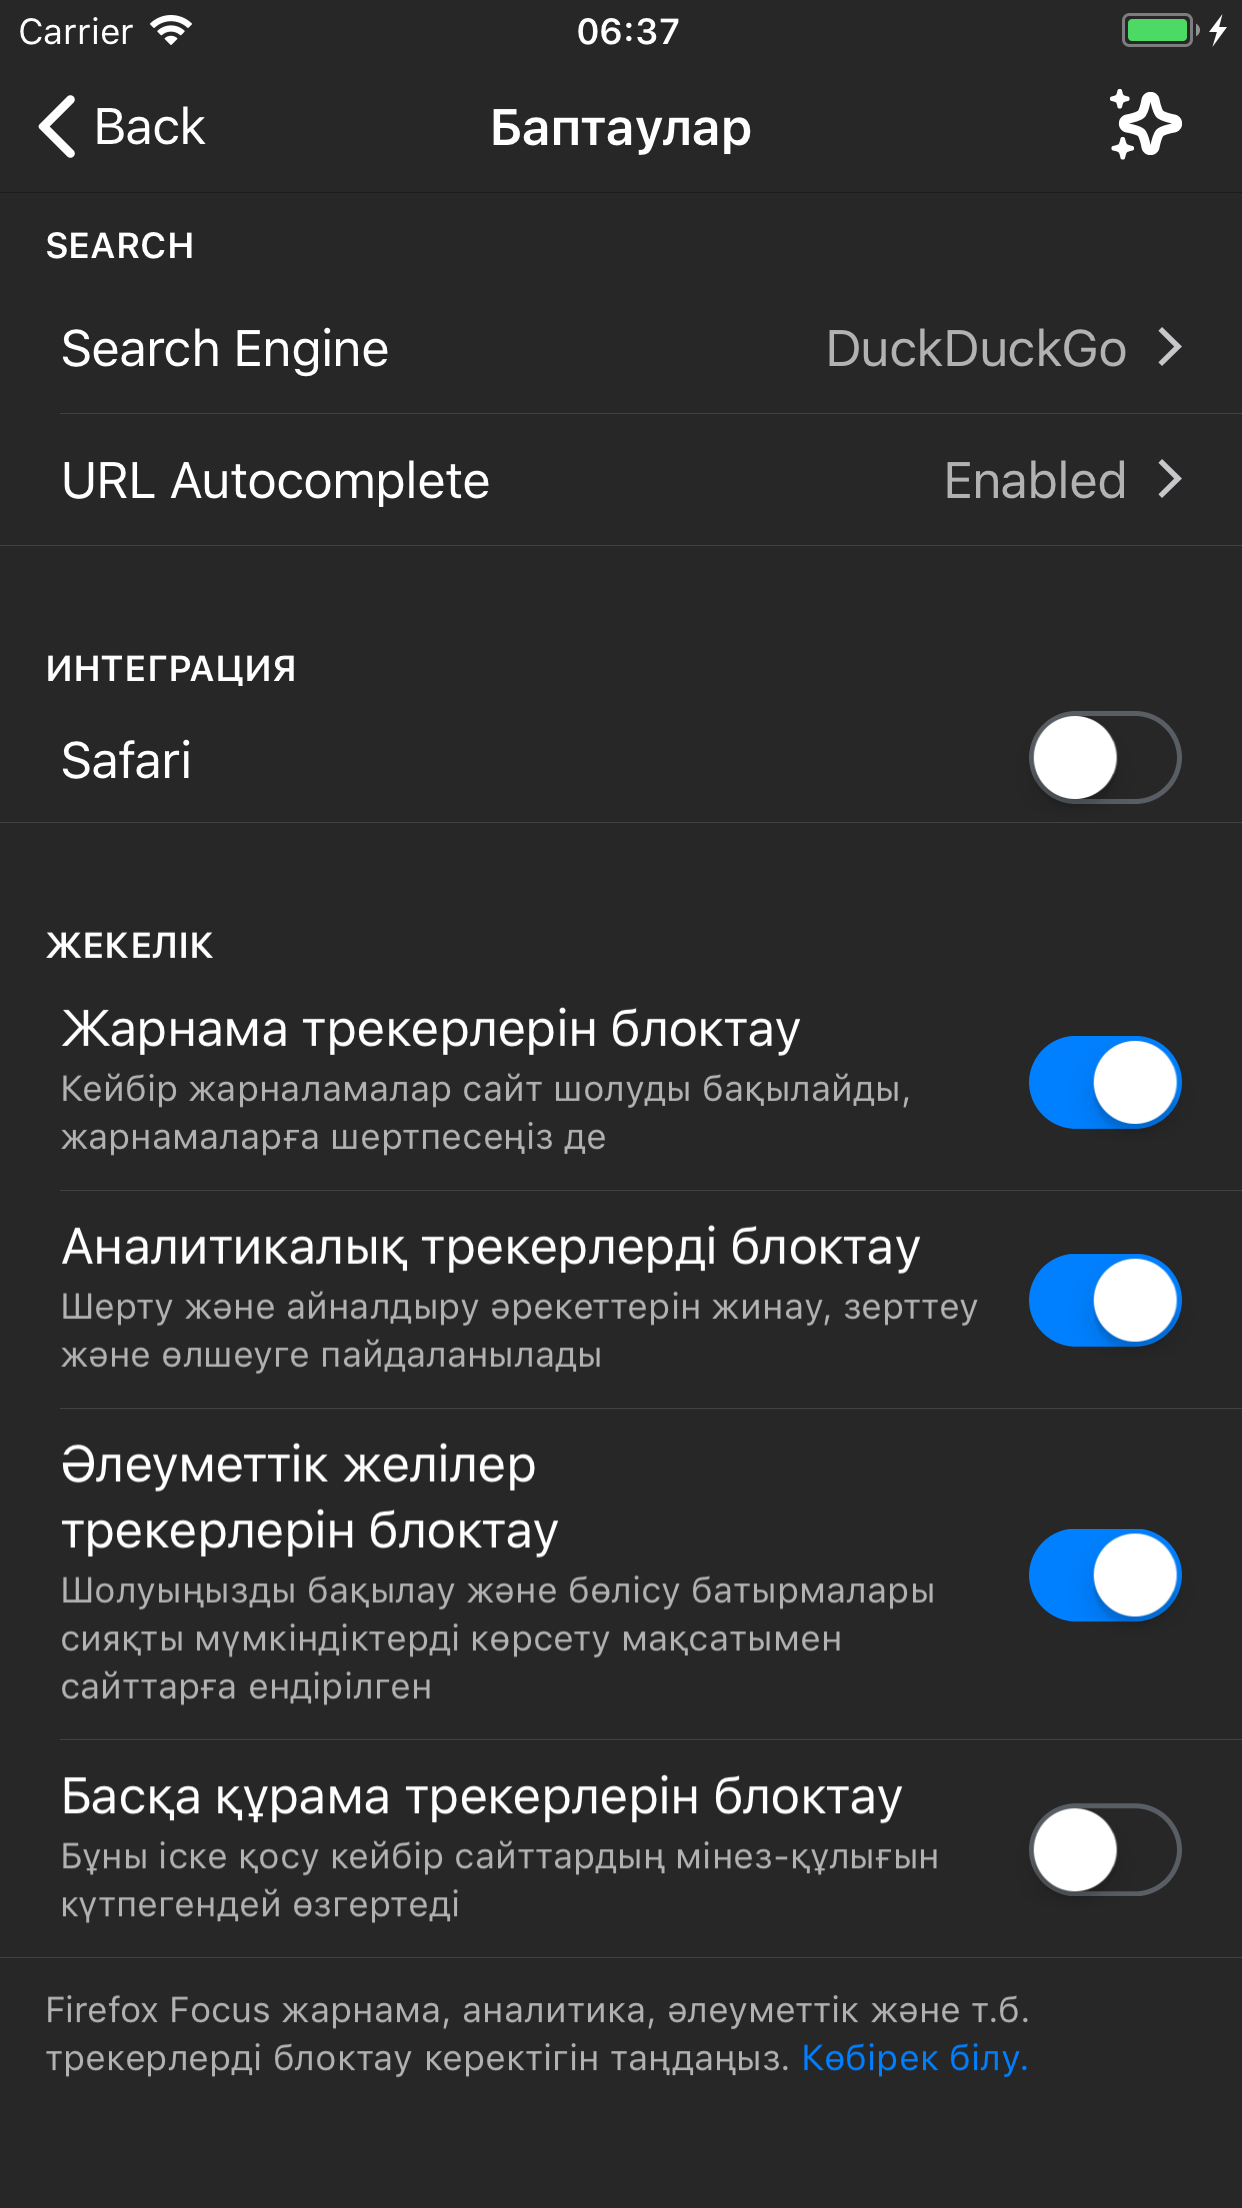 Carrier 06:37
Back Баптаулар
SEARCH
Search Engine DuckDuckGo
URL Autocomplete Enabled
ИНТЕГРАЦИЯ
Safari
ЖЕКЕЛІК
Жарнама трекерлерін блоктау
Кейбір жарналамалар сайт шолуды бақылайды,
жарнамаларға шертпесеңіз де
Аналитикалық трекерлерді блоктау
Шерту және айналдыру әрекеттерін жинау, зерттеу
және өлшеуге пайдаланылады
Әлеуметтік желілер
трекерлерін блоктау
Шолуыңызды бақылау және бөлісу батырмалары
сияқты мүмкіндіктерді көрсету мақсатымен
сайттарға ендірілген
Басқа құрама трекерлерін блоктау
Бұны іске қосу кейбір сайттардың мінез-құлығын
күтпегендей өзгертеді
Firefox Focus жарнама, аналитика, әлеуметтік және т.б.
трекерлерді блоктау керектігін таңдаңыз. Көбірек білу.